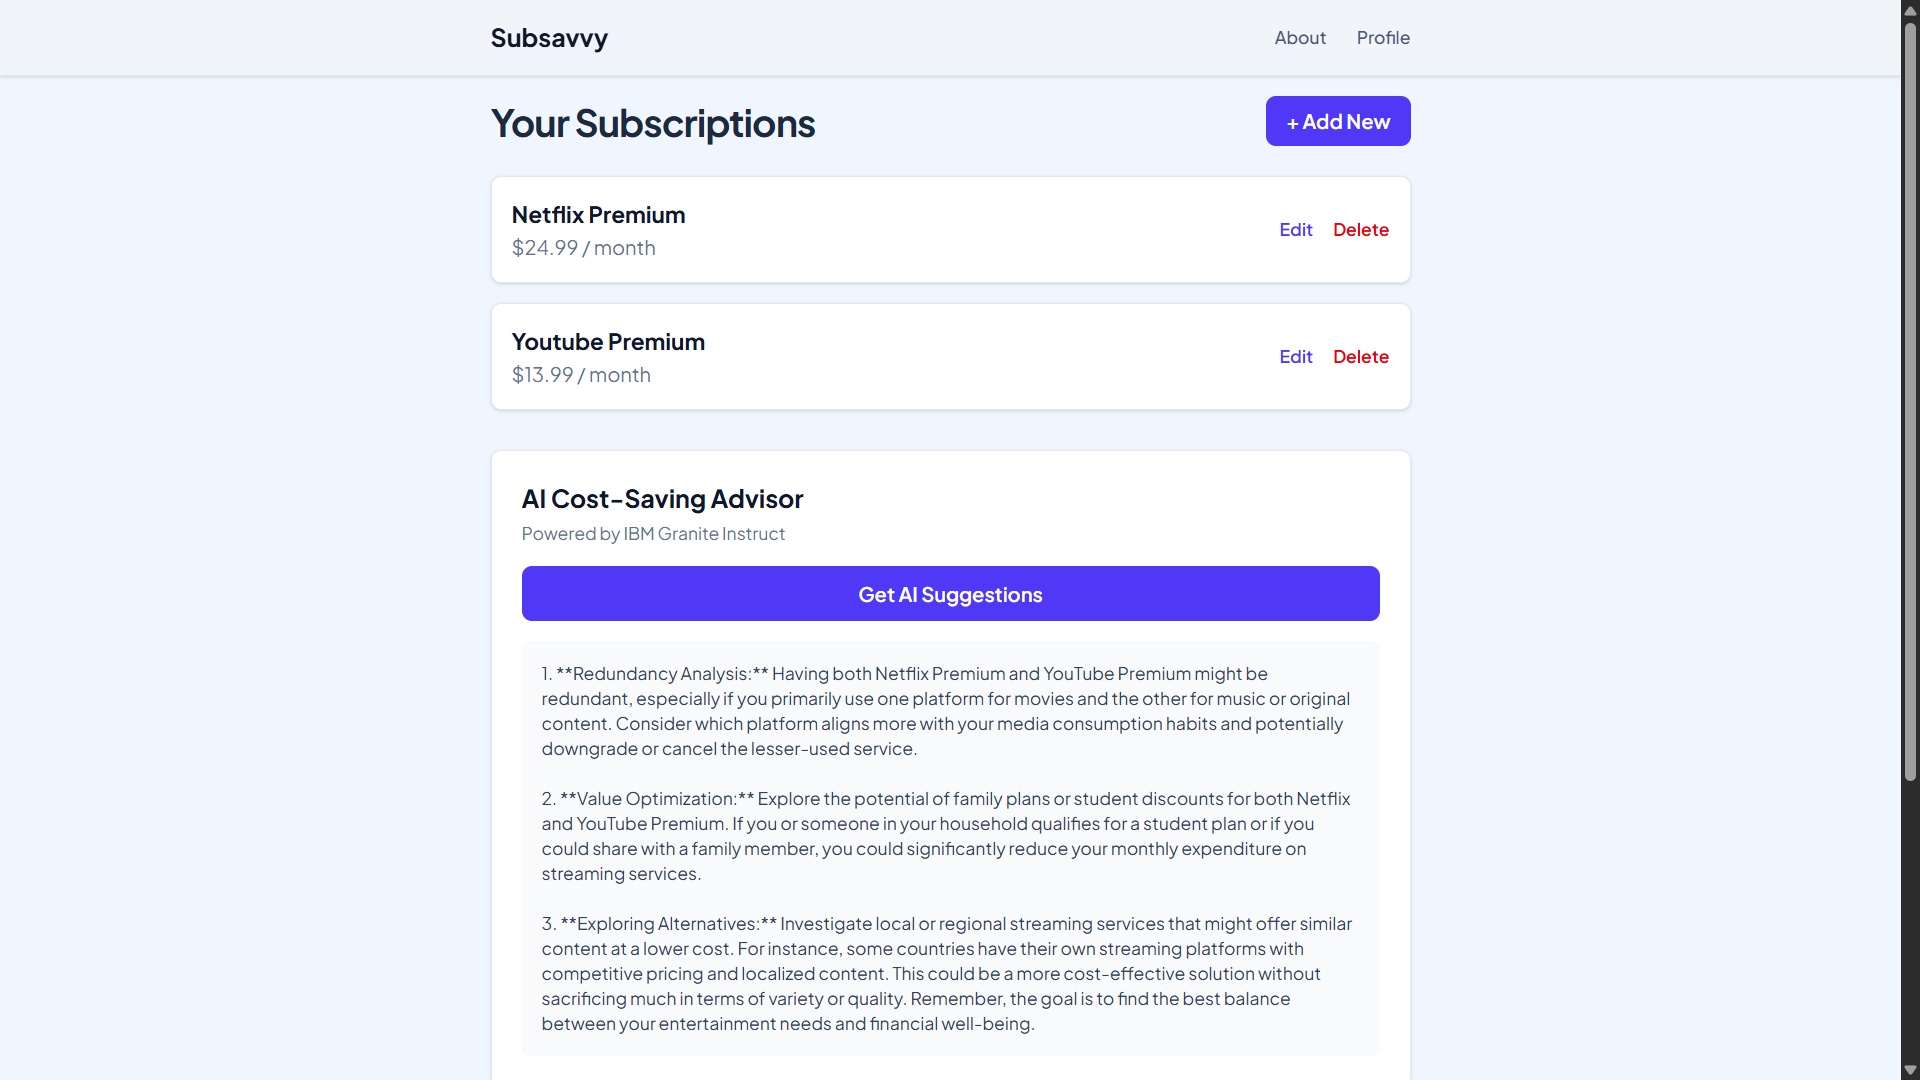 Subsavvy
About
Profile
Your Subscriptions
+ Add New
Netflix Premium
$24.99 / month
Edit
Delete
Youtube Premium
$13.99 / month
Edit
Delete
AI Cost-Saving Advisor
Powered by IBM Granite Instruct
Get AI Suggestions
1. **Redundancy Analysis:** Having both Netflix Premium and YouTube Premium might be
redundant, especially if you primarily use one platform for movies and the other for music or original
content. Consider which platform aligns more with your media consumption habits and potentially
downgrade or cancel the lesser-used service.
2. **Value Optimization:** Explore the potential of family plans or student discounts for both Netflix
and YouTube Premium. If you or someone in your household qualifies for a student plan or if you
could share with a family member, you could significantly reduce your monthly expenditure on
streaming services.
3. **Exploring Alternatives:** Investigate local or regional streaming services that might offer similar
content at a lower cost. For instance, some countries have their own streaming platforms with
competitive pricing and localized content. This could be a more cost-effective solution without
sacrificing much in terms of variety or quality. Remember, the goal is to find the best balance
between your entertainment needs and financial well-being.